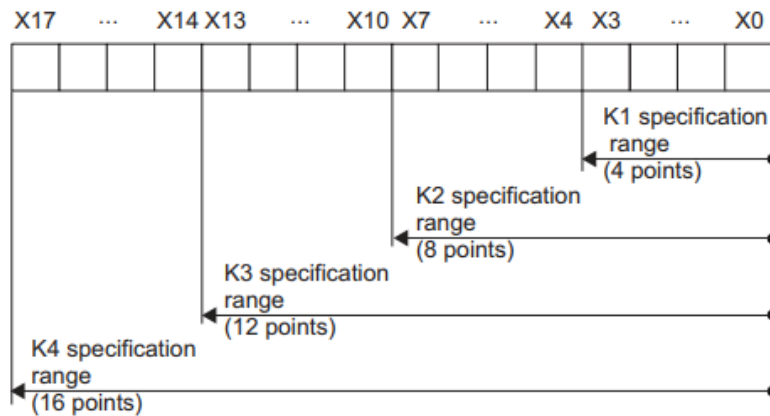 X17 ... X14 X13 ... X10 X7 ... X4 X3 ... X0
K1 specification
range
(4 points)
K2 specification
range
(8 points)
K3 specification
range
(12 points)
K4 specification
range
(16 points)